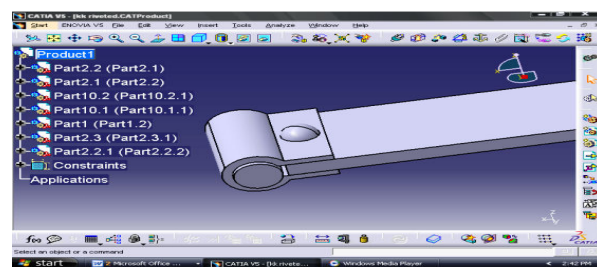 CATIA V5 - [kk riveted.CATProduct]
Start ENOVIA V5 File Edit View Insert Tools Analyze Window Help
Product1
Part2.2 (Part2.1)
Part2.1 (Part2.2)
Part10.2 (Part10.2.1)
Part10.1 (Part10.1.1)
Part1 (Part1.2)
Part2.3 (Part2.3.1)
Part2.2.1 (Part2.2.2)
Constraints
Applications
Select an object or a command
start 2 Microsoft Office ... CATIA V5 - [kk rivete... Windows Media Player 2:42 PM